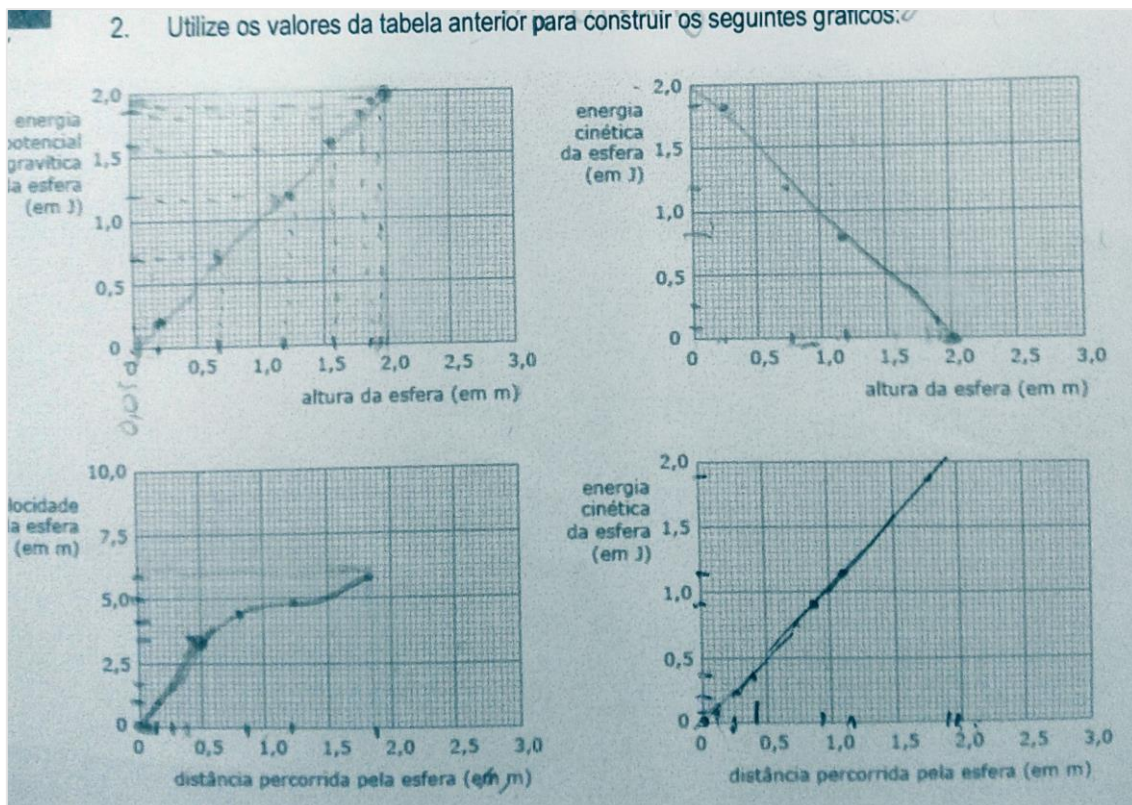 2. Utilize os valores da tabela anterior para construir os seguintes gráficos:
energia
potencial
gravítica
da esfera
(em J)
2,0
1,5
1,0
0,5
0
0 0,5 1,0 1,5 2,0 2,5 3,0
altura da esfera (em m)
0,05
energia
cinética
da esfera
(em J)
2,0
1,5
1,0
0,5
0
0 0,5 1,0 1,5 2,0 2,5 3,0
altura da esfera (em m)
locidade
la esfera
(em m)
10,0
7,5
5,0
2,5
0
0 0,5 1,0 1,5 2,0 2,5 3,0
distância percorrida pela esfera (em m)
energia
cinética
da esfera
(em J)
2,0
1,5
1,0
0,5
0
0 0,5 1,0 1,5 2,0 2,5 3,0
distância percorrida pela esfera (em m)